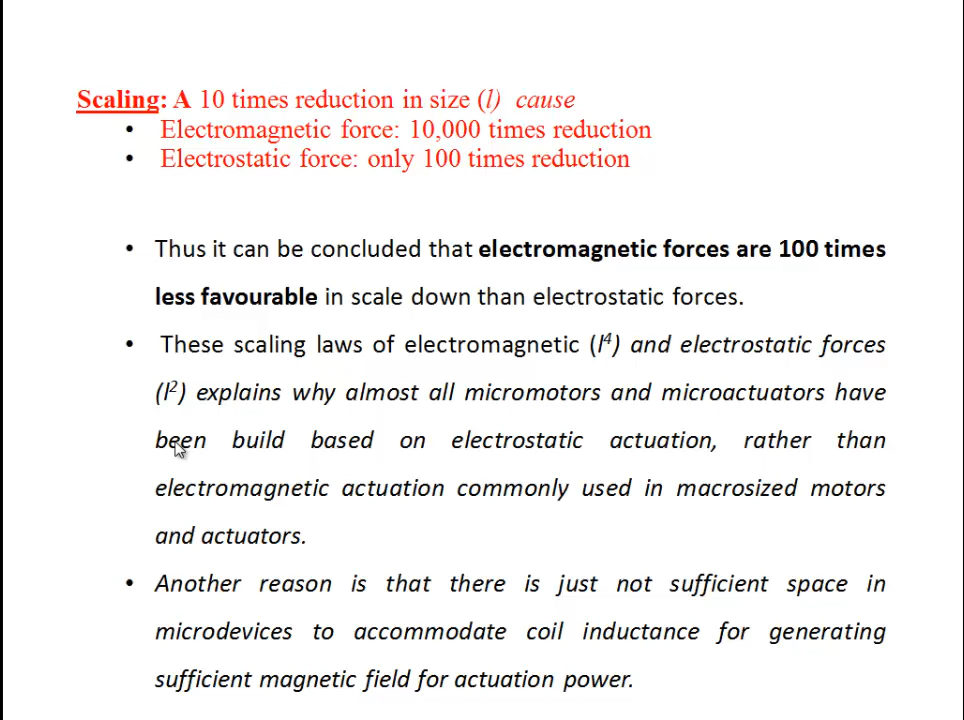 Scaling: A 10 times reduction in size (l) cause
• Electromagnetic force: 10,000 times reduction
• Electrostatic force: only 100 times reduction
• Thus it can be concluded that electromagnetic forces are 100 times
less favourable in scale down than electrostatic forces.
• These scaling laws of electromagnetic (l⁴) and electrostatic forces
(l²) explains why almost all micromotors and microactuators have
been build based on electrostatic actuation, rather than
electromagnetic actuation commonly used in macrosized motors
and actuators.
• Another reason is that there is just not sufficient space in
microdevices to accommodate coil inductance for generating
sufficient magnetic field for actuation power.